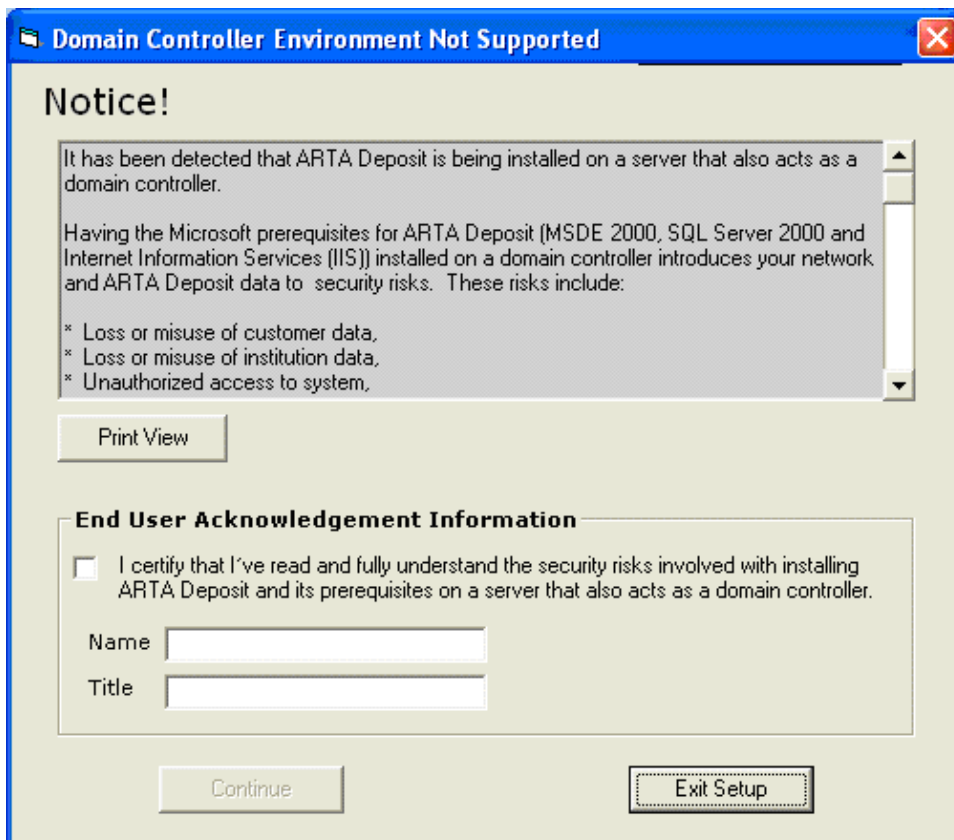 Domain Controller Environment Not Supported
Notice!
It has been detected that ARTA Deposit is being installed on a server that also acts as a
domain controller.
Having the Microsoft prerequisites for ARTA Deposit (MSDE 2000, SQL Server 2000 and
Internet Information Services (IIS)) installed on a domain controller introduces your network
and ARTA Deposit data to  security risks.  These risks include:
*  Loss or misuse of customer data,
*  Loss or misuse of institution data,
*  Unauthorized access to system,
Print View
End User Acknowledgement Information
I certify that I´ve read and fully understand the security risks involved with installing
ARTA Deposit and its prerequisites on a server that also acts as a domain controller.
Name
Title
Continue
Exit Setup